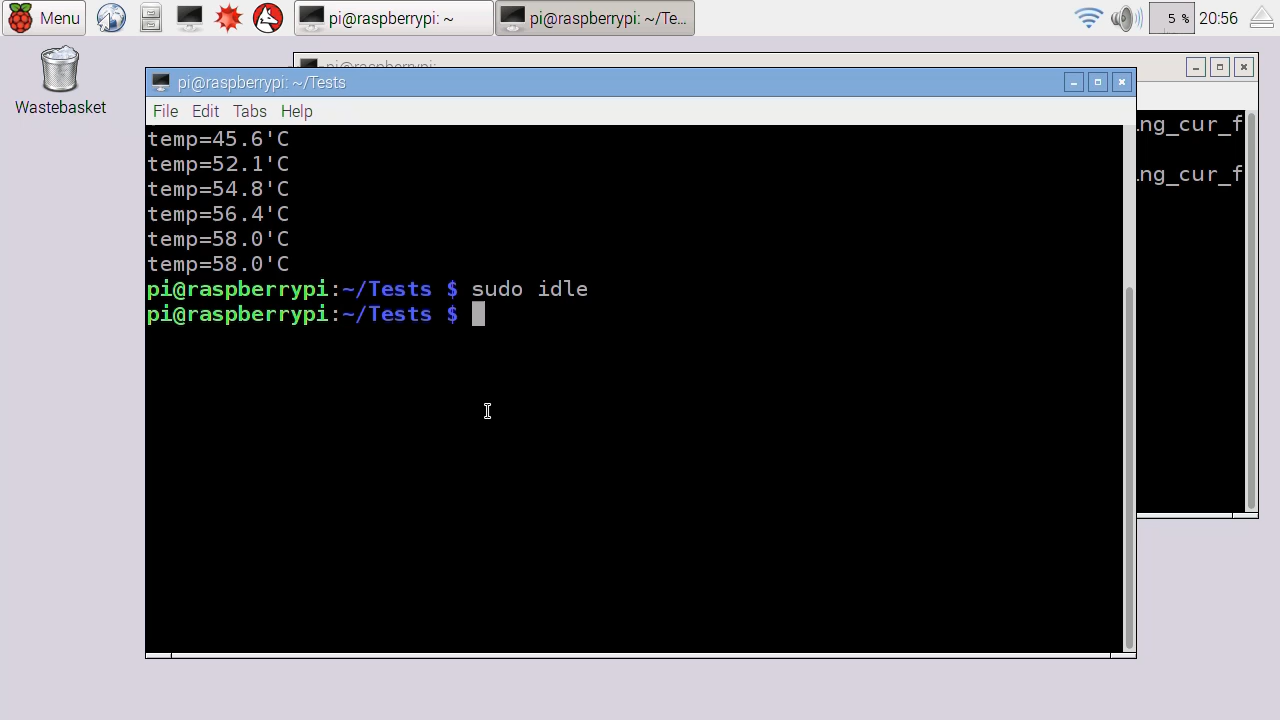 Menu
pi@raspberrypi: ~
pi@raspberrypi: ~/Te...
5
20:56
Wastebasket
pi@raspberrypi: ~
pi@raspberrypi: ~/Tests
File Edit Tabs Help
temp=45.6'C
temp=52.1'C
temp=54.8'C
temp=56.4'C
temp=58.0'C
temp=58.0'C
pi@raspberrypi:~/Tests $ sudo idle
pi@raspberrypi:~/Tests $
ng_cur_f
ng_cur_f